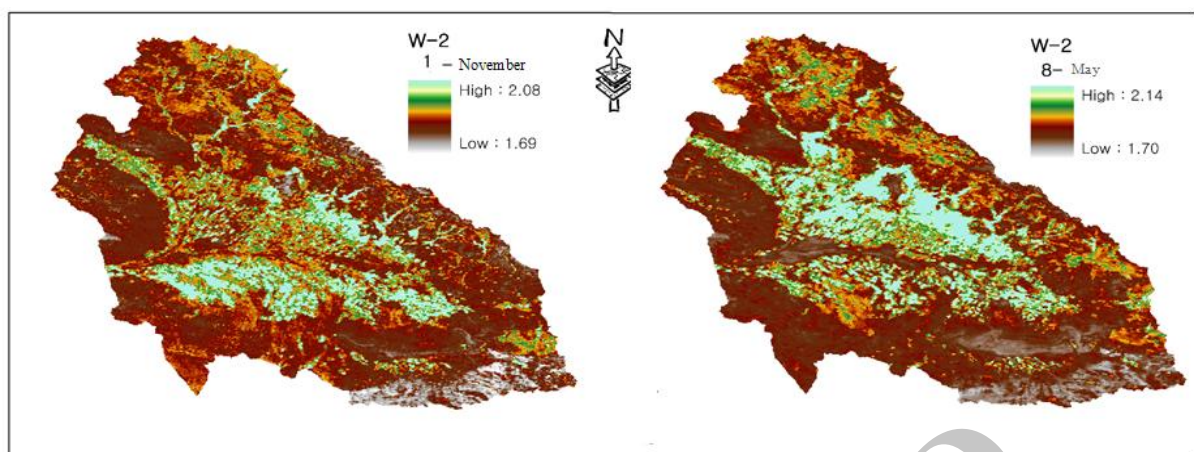 W-2
1 – November
High : 2.08
Low : 1.69
N
W-2
8– May
High : 2.14
Low : 1.70